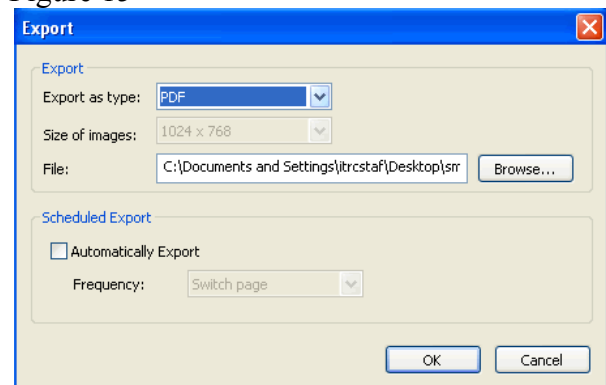 Export
Export
Export as type: PDF
Size of images: 1024 x 768
File: C:\Documents and Settings\itrcstaf\Desktop\sm Browse...
Scheduled Export
Automatically Export
Frequency: Switch page
OK Cancel